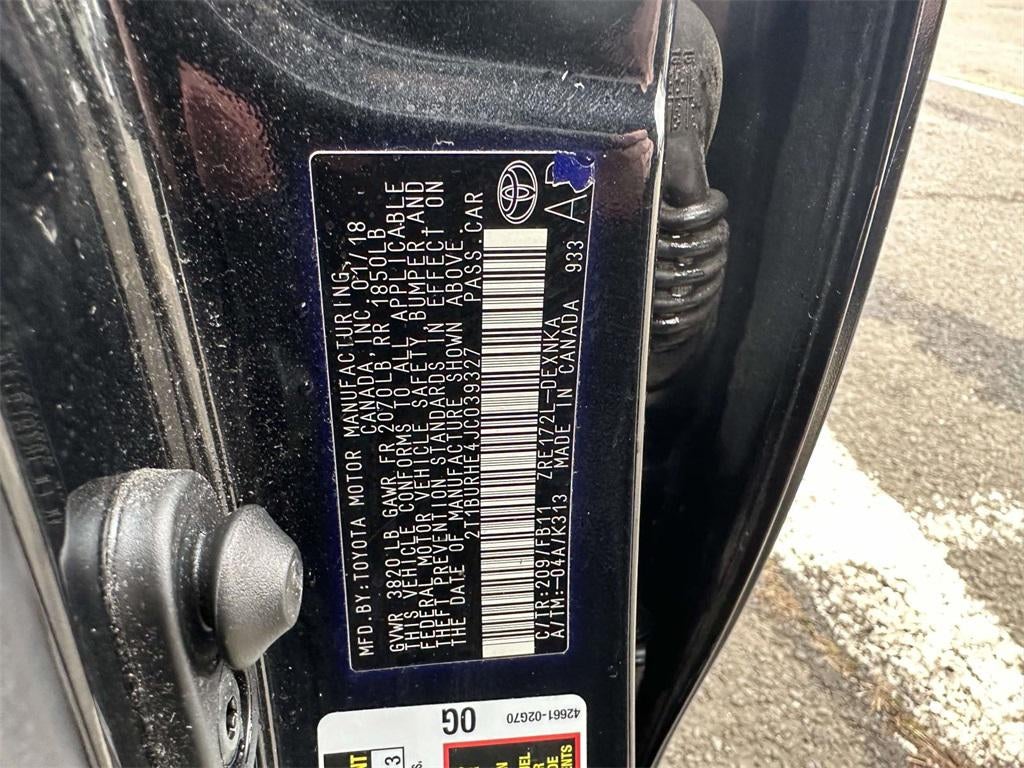 MFD.BY:TOYOTA MOTOR MANUFACTURING
CANADA, INC. 01/18
GVWR 3820LB GAWR FR 2070LB RR 1850LB
THIS VEHICLE CONFORMS TO ALL APPLICABLE
FEDERAL MOTOR VEHICLE SAFETY, BUMPER AND
THEFT PREVENTION STANDARDS IN EFFECT ON
THE DATE OF MANUFACTURE SHOWN ABOVE
2T1BURHE4JC039327 PASS.CAR
C/TR:209/FB11 ZRE172L-DEXNKA 933
A/TM:-04A/K313 MADE IN CANADA
A
0G
42661-02G70
3